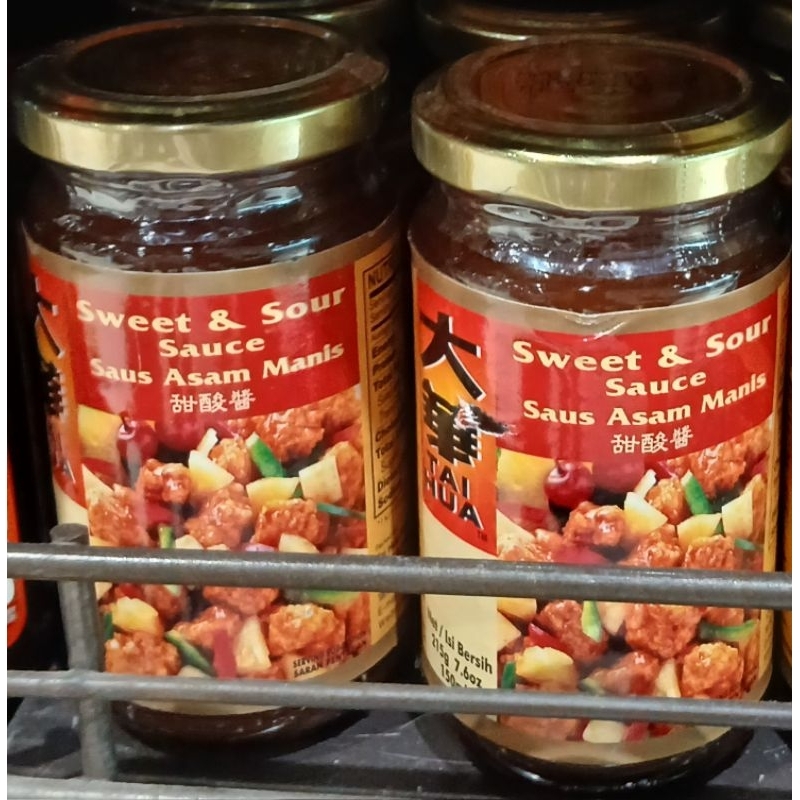 Sweet & Sour
Sauce
Saus Asam Manis
甜酸醬
大
華
TAI
HUA
TM
Sweet & Sour
Sauce
Saus Asam Manis
甜酸醬
Isi Bersih
215g 7.6oz